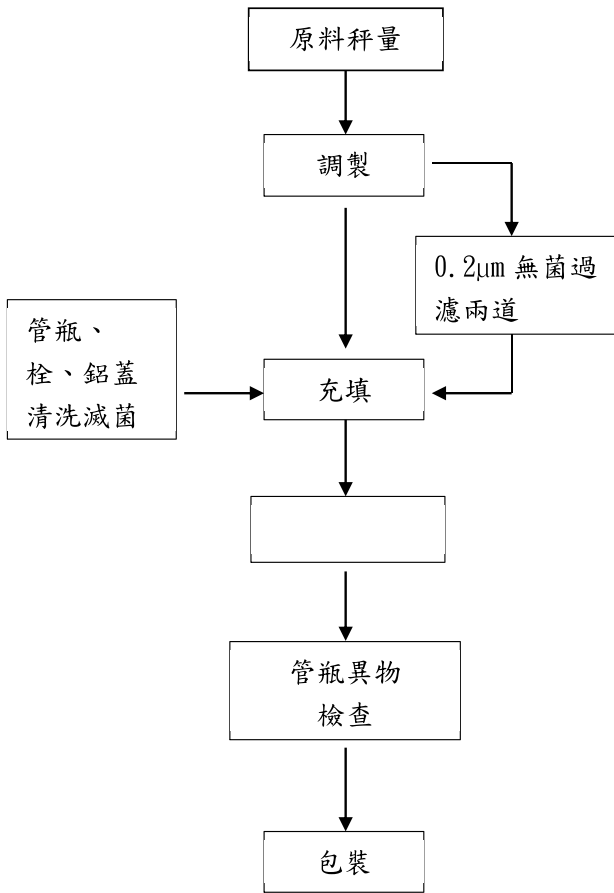 原料秤量
調製
0.2μm 無菌過
濾兩道
管瓶、
栓、鋁蓋
清洗滅菌
充填
管瓶異物
檢查
包裝